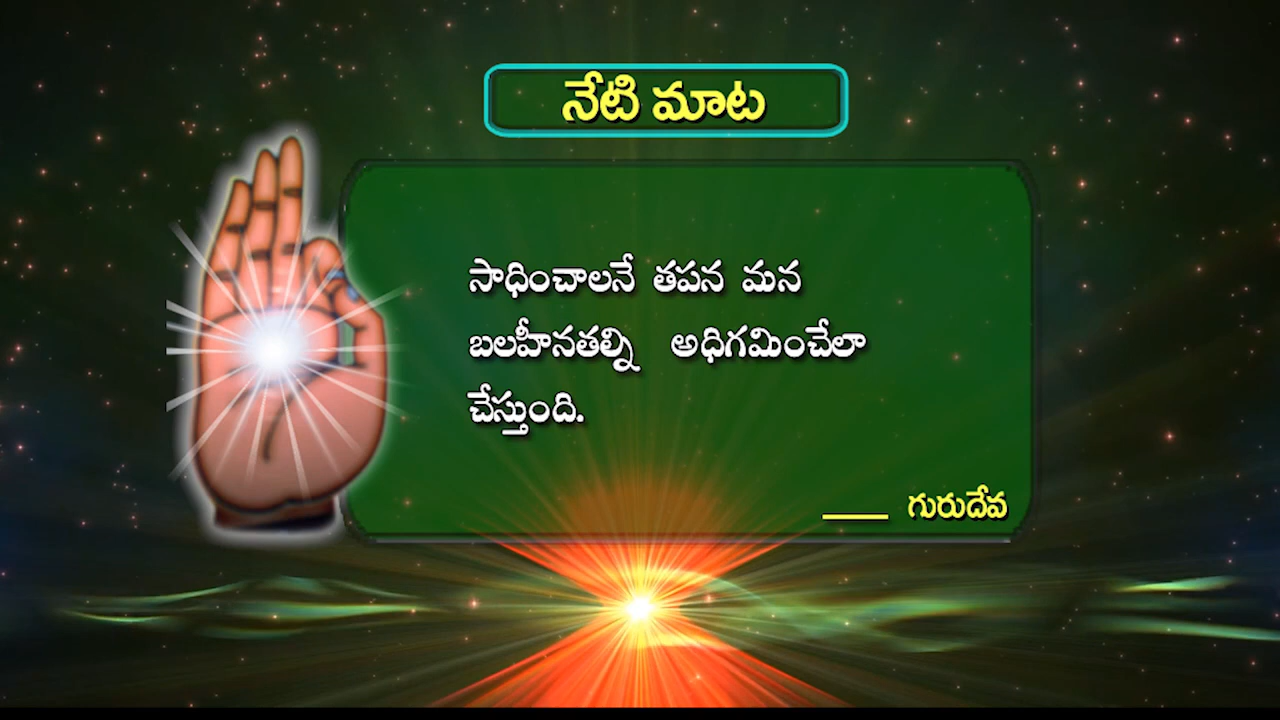 నేటి మాట
సాధించాలనే తపన మన
బలహీనతల్ని అధిగమించేలా
చేస్తుంది.
___ గురుదేవ